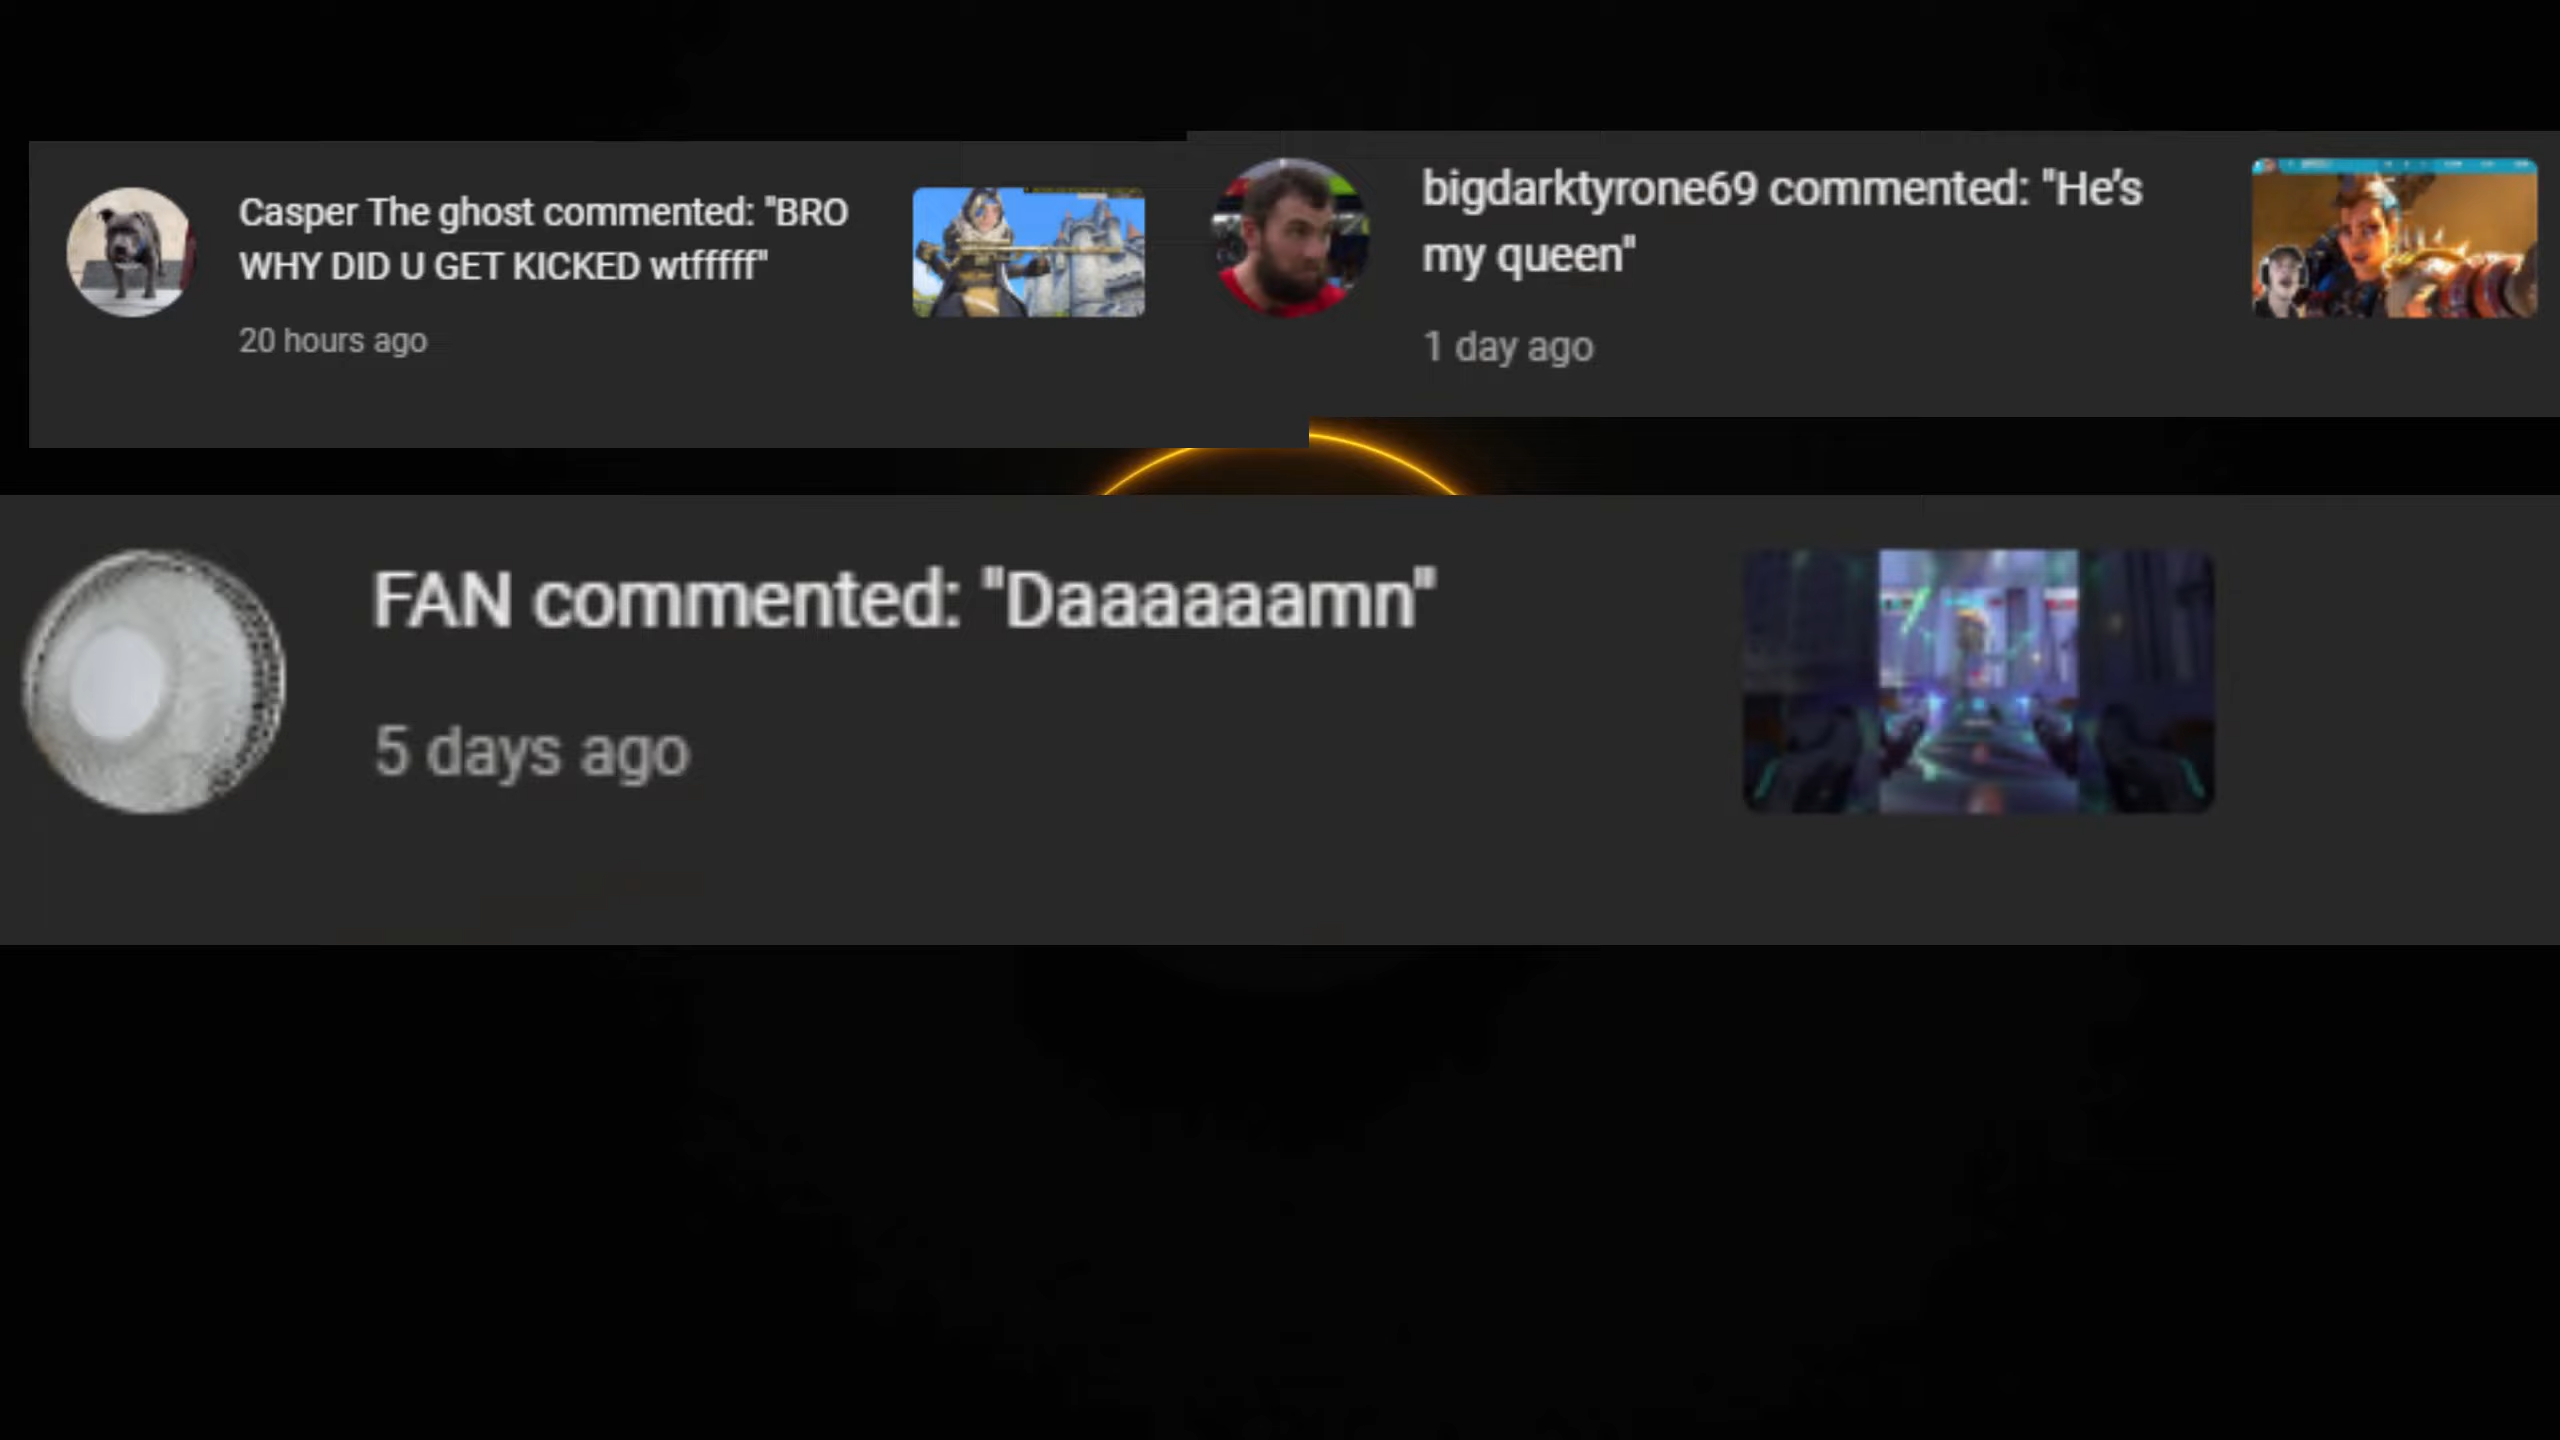 Casper The ghost commented: "BRO
WHY DID U GET KICKED wtfffff"
20 hours ago
bigdarktyrone69 commented: "He's
my queen"
1 day ago
FAN commented: "Daaaaaamn"
5 days ago